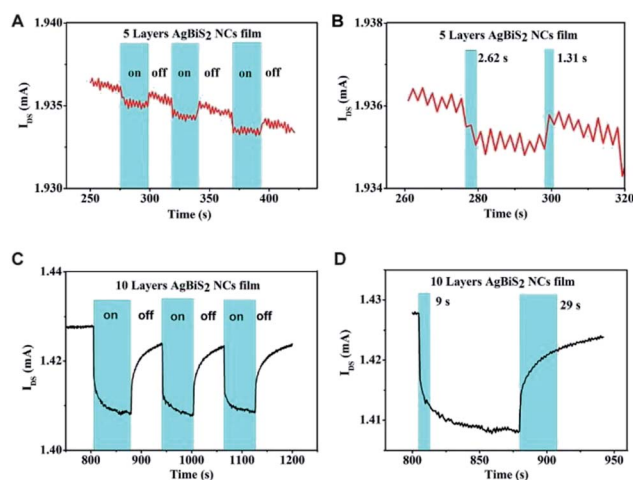 A
5 Layers AgBiS2 NCs film
on off on off on off
1.940
1.935
1.930
IDS (mA)
250 300 350 400
Time (s)
B
5 Layers AgBiS2 NCs film
2.62 s 1.31 s
1.938
1.936
1.934
IDS (mA)
260 280 300 320
Time (s)
C
10 Layers AgBiS2 NCs film
on off on off on off
1.44
1.42
1.40
IDS (mA)
800 900 1000 1100 1200
Time (s)
D
10 Layers AgBiS2 NCs film
9 s 29 s
1.43
1.42
1.41
IDS (mA)
800 850 900 950
Time (s)